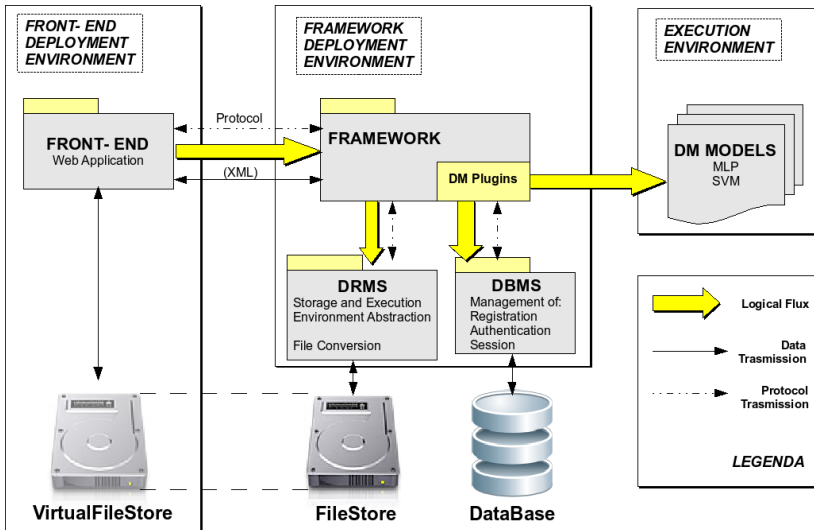 FRONT- END
DEPLOYMENT
ENVIRONMENT
FRAMEWORK
DEPLOYMENT
ENVIRONMENT
EXECUTION
ENVIRONMENT
FRONT- END
Web Application
Protocol
(XML)
FRAMEWORK
DM Plugins
DM MODELS
MLP
SVM
DRMS
Storage and Execution
Environment Abstraction
File Conversion
DBMS
Management of:
Registration
Authentication
Session
Logical Flux
Data
Trasmission
Protocol
Trasmission
LEGENDA
VirtualFileStore
FileStore
DataBase